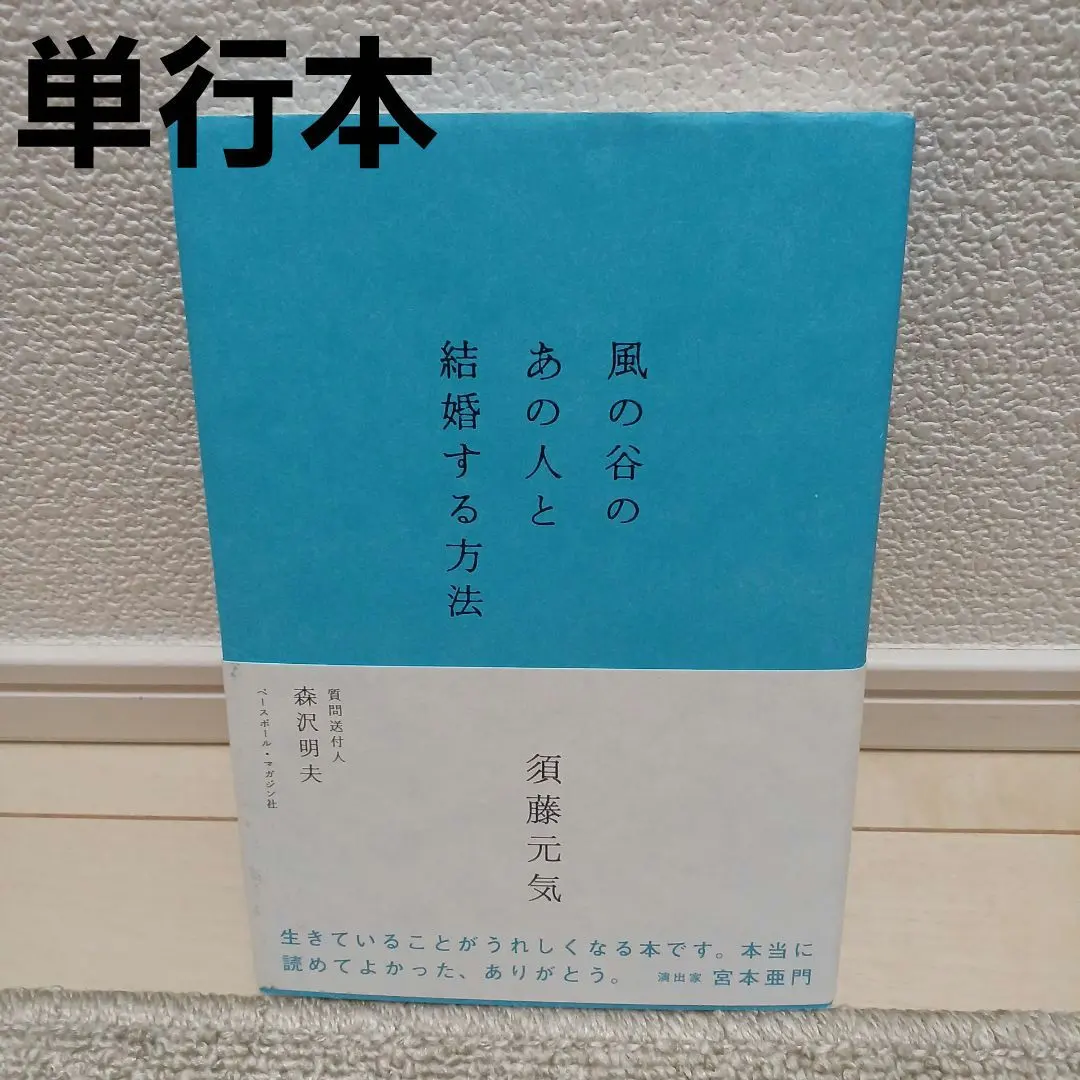 単行本
風の谷の
あの人と
結婚する方法
須藤元気
質問送付人
森沢明夫
ベースボール・マガジン社
生きていることがうれしくなる本です。本当に
読めてよかった、ありがとう。 演出家 宮本亜門